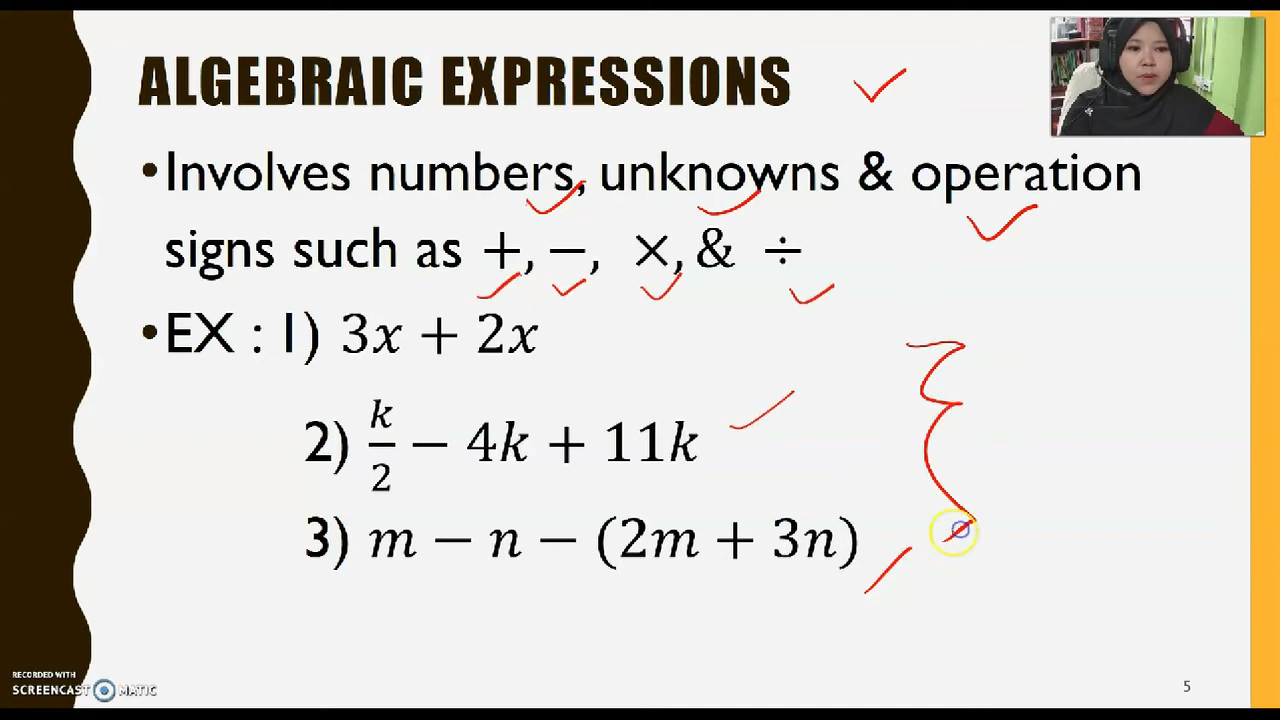 ALGEBRAIC EXPRESSIONS
•Involves numbers, unknowns & operation
signs such as +, −, ×, & ÷
•EX : 1) 3x + 2x
2) k/2 − 4k + 11k
3) m − n − (2m + 3n)
RECORDED WITH
SCREENCAST MATIC
5